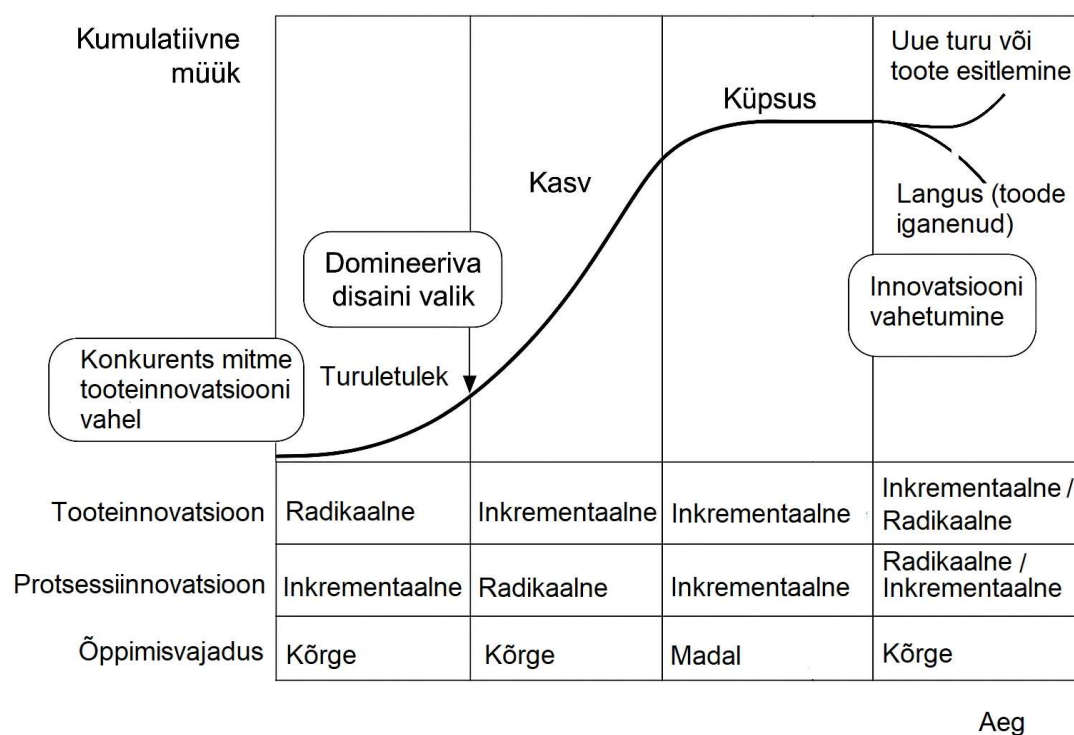 Kumulatiivne
müük
Uue turu või
toote esitlemine
Küpsus
Kasv
Langus (toode
iganenud)
Domineeriva
disaini valik
Innovatsiooni
vahetumine
Konkurents mitme
tooteinnovatsiooni
vahel
Turuletulek
Tooteinnovatsioon
Radikaalne
Inkrementaalne
Inkrementaalne
Inkrementaalne /
Radikaalne
Protsessiinnovatsioon
Inkrementaalne
Radikaalne
Inkrementaalne
Radikaalne /
Inkrementaalne
Õppimisvajadus
Kõrge
Kõrge
Madal
Kõrge
Aeg